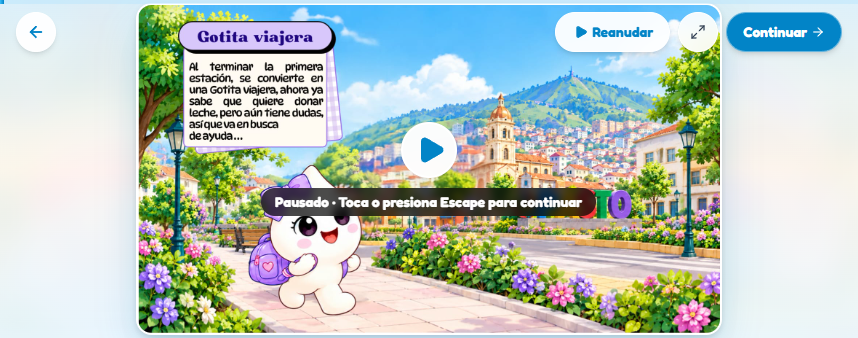 Gotita viajera
Reanudar
Continuar
Al terminar la primera
estación, se convierte en
una Gotita viajera, ahora ya
sabe que quiere donar
leche, pero aún tiene dudas,
así que va en busca
de ayuda...
Pausado • Toca o presiona Escape para continuar